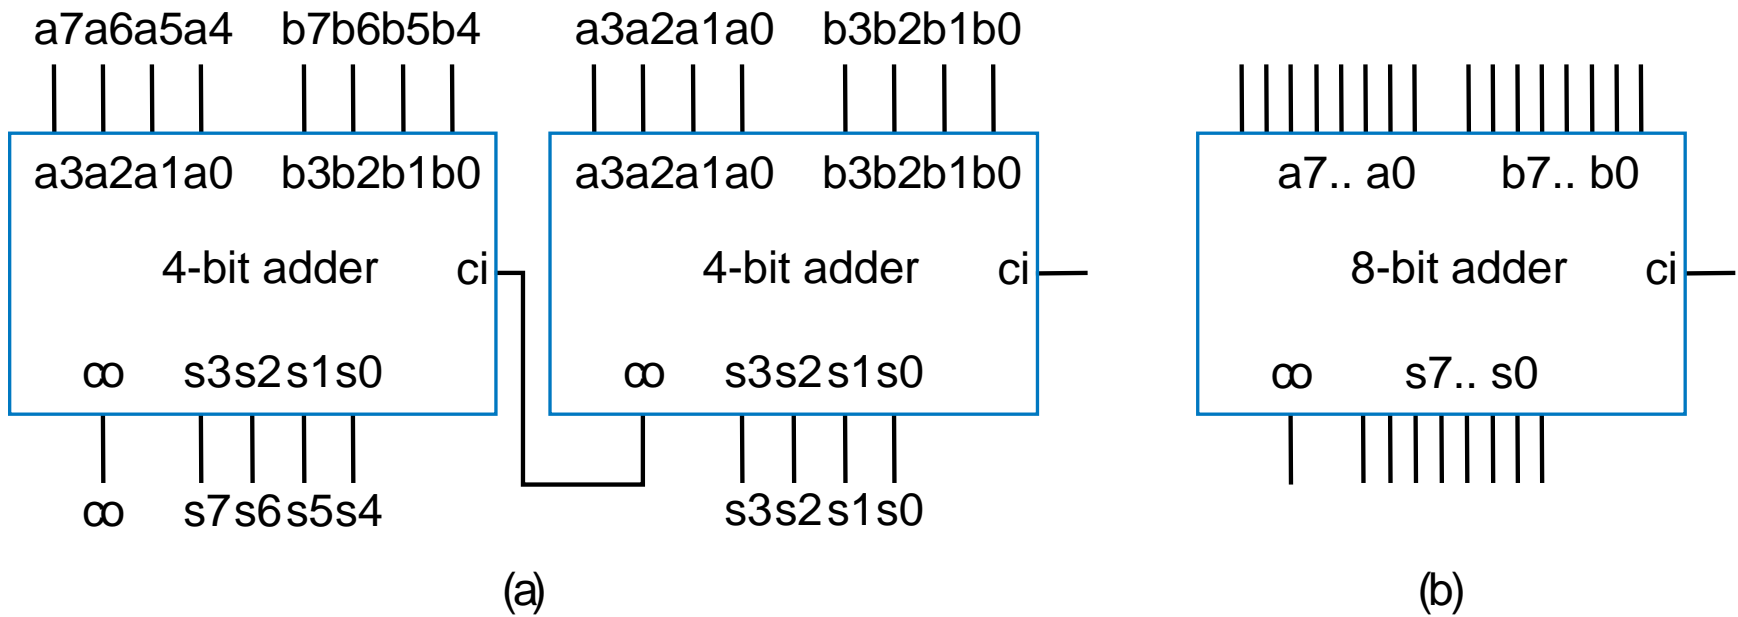 a7a6a5a4 b7b6b5b4 a3a2a1a0 b3b2b1b0
a3a2a1a0 b3b2b1b0 a3a2a1a0 b3b2b1b0 a7.. a0 b7.. b0
4-bit adder ci 4-bit adder ci 8-bit adder ci
co s3s2s1s0 co s3s2s1s0 co s7.. s0
co s7s6s5s4 s3s2s1s0
(a) (b)